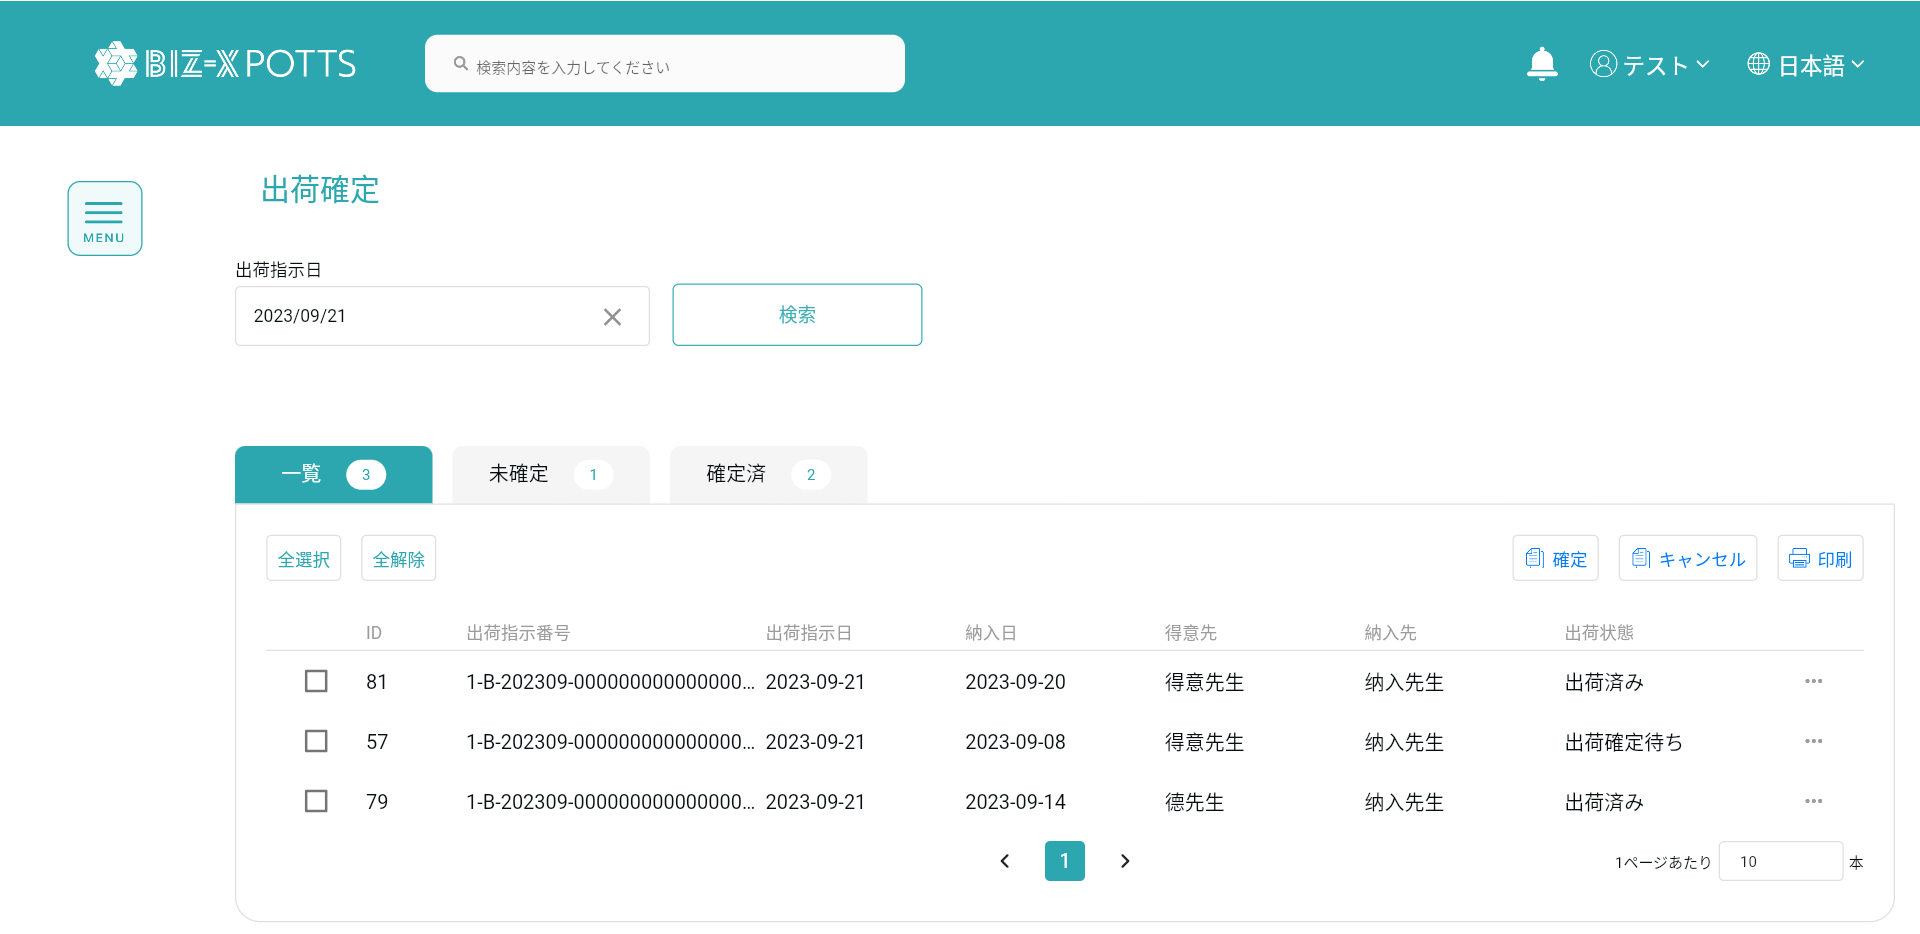 BIZ=X POTTS
検索内容を入力してください
テスト
日本語
MENU
出荷確定
出荷指示日
2023/09/21
検索
一覧 3
未確定 1
確定済 2
全選択
全解除
確定
キャンセル
印刷
ID 出荷指示番号 出荷指示日 納入日 得意先 納入先 出荷状態
81 1-B-202309-000000000000000... 2023-09-21 2023-09-20 得意先生 納入先生 出荷済み
57 1-B-202309-000000000000000... 2023-09-21 2023-09-08 得意先生 納入先生 出荷確定待ち
79 1-B-202309-000000000000000... 2023-09-21 2023-09-14 德先生 納入先生 出荷済み
1
1ページあたり 10 本